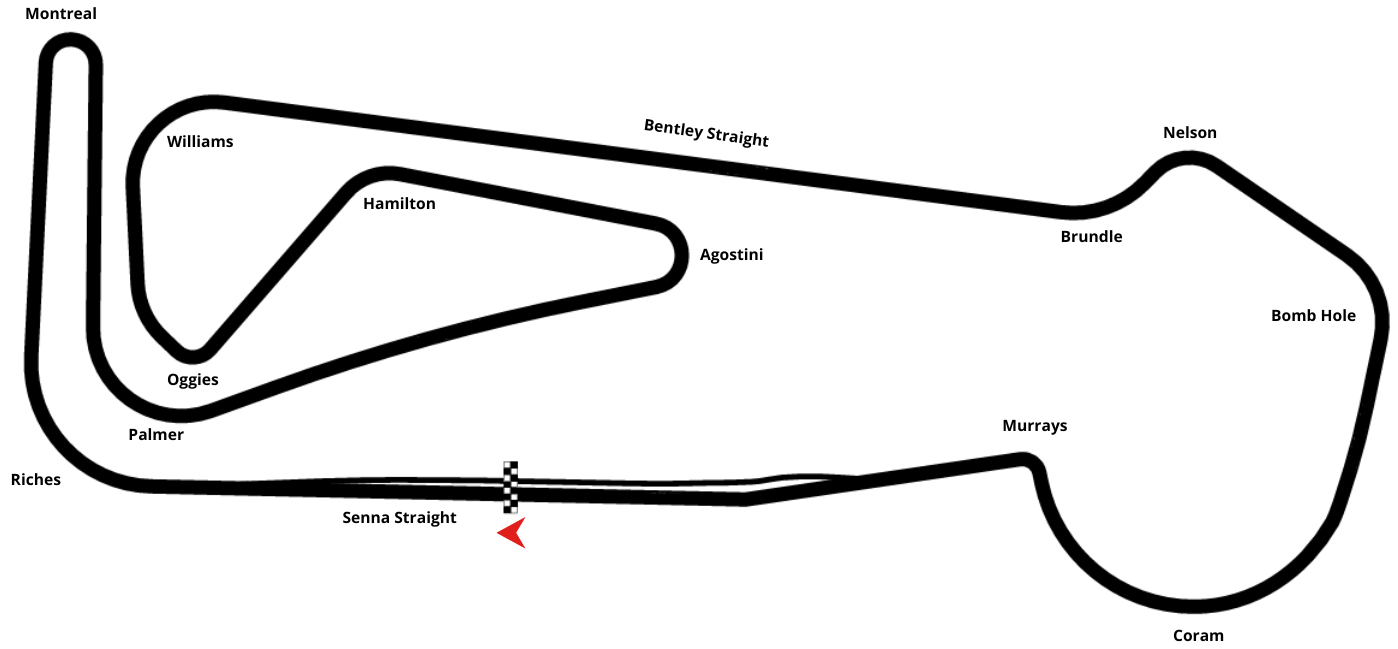 Montreal
Nelson
Bentley Straight
Williams
Hamilton
Brundle
Agostini
Bomb Hole
Oggies
Murrays
Palmer
Riches
Senna Straight
Coram